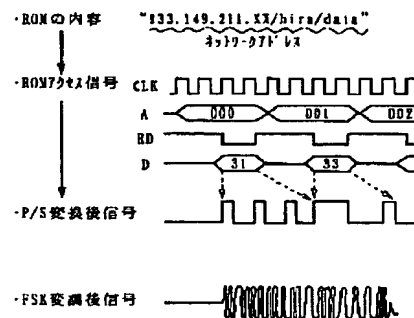 ・ROMの内容 "133.149.211.XX/hira/data"
ネットワークアドレス
・ROMアクセス信号 CLK
A 000 001 002
RD
D 31 33
・P/S変換後信号
・FSK変調後信号